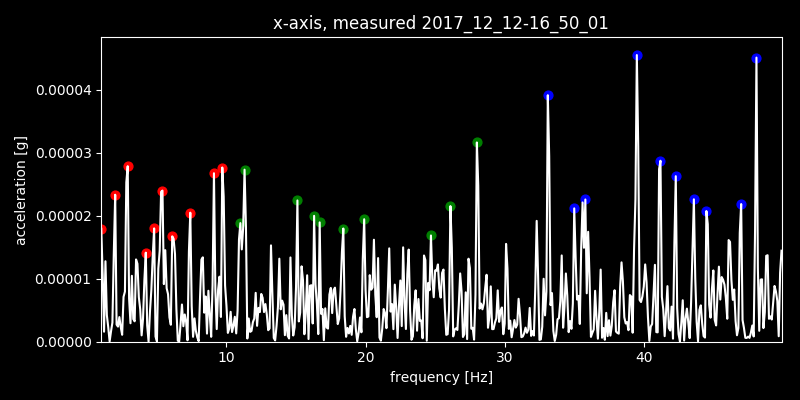 x-axis, measured 2017_12_12-16_50_01
0.00004
0.00003
0.00002
0.00001
0.00000
acceleration [g]
10 20 30 40
frequency [Hz]